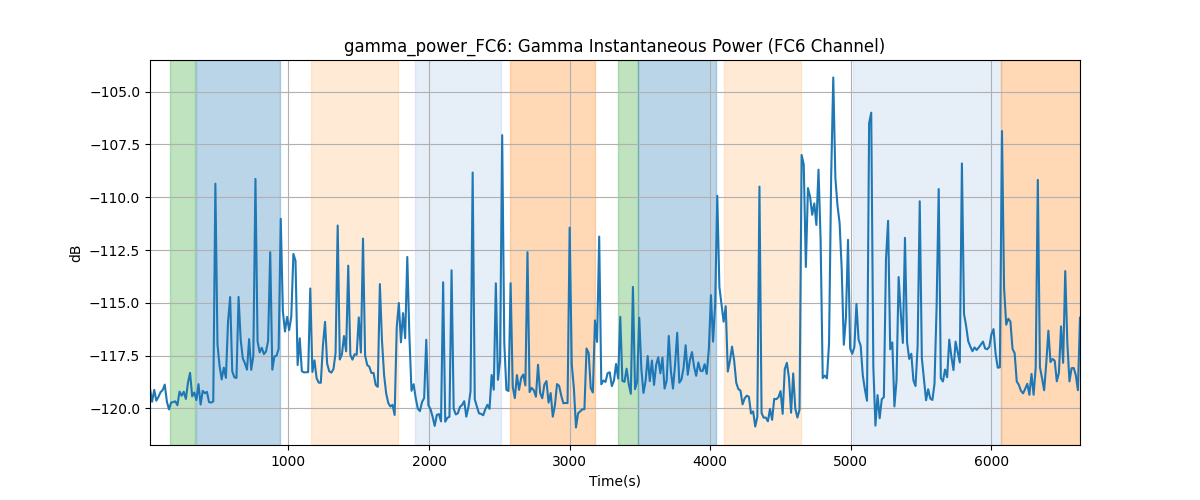 gamma_power_FC6: Gamma Instantaneous Power (FC6 Channel)
−105.0
−107.5
−110.0
−112.5
−115.0
−117.5
−120.0
dB
1000 2000 3000 4000 5000 6000
Time(s)